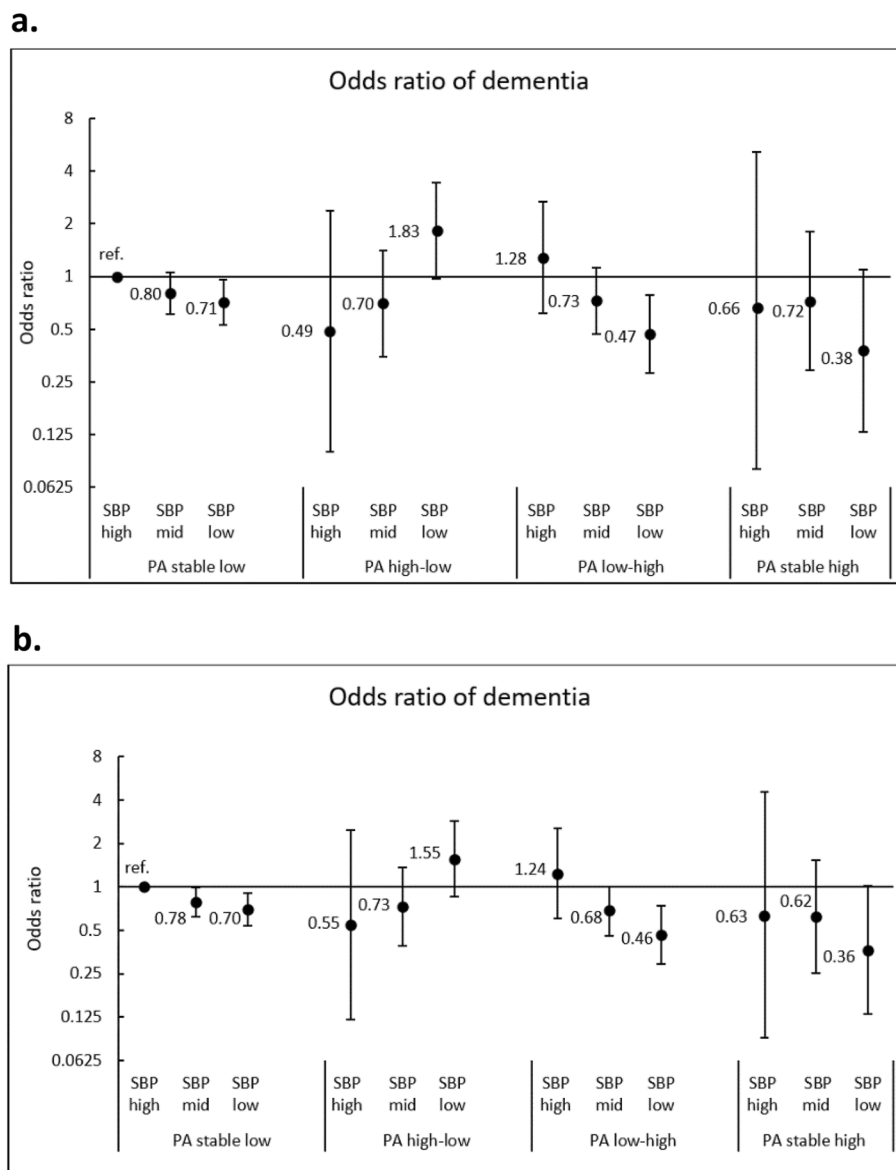 a.
Odds ratio of dementia
Odds ratio
8
4
2
1
0.5
0.25
0.125
0.0625
ref.
0.80
0.71
0.49
0.70
1.83
1.28
0.73
0.47
0.66
0.72
0.38
SBP high
SBP mid
SBP low
SBP high
SBP mid
SBP low
SBP high
SBP mid
SBP low
SBP high
SBP mid
SBP low
PA stable low
PA high-low
PA low-high
PA stable high
b.
Odds ratio of dementia
Odds ratio
8
4
2
1
0.5
0.25
0.125
0.0625
ref.
0.78
0.70
0.55
0.73
1.55
1.24
0.68
0.46
0.63
0.62
0.36
SBP high
SBP mid
SBP low
SBP high
SBP mid
SBP low
SBP high
SBP mid
SBP low
SBP high
SBP mid
SBP low
PA stable low
PA high-low
PA low-high
PA stable high